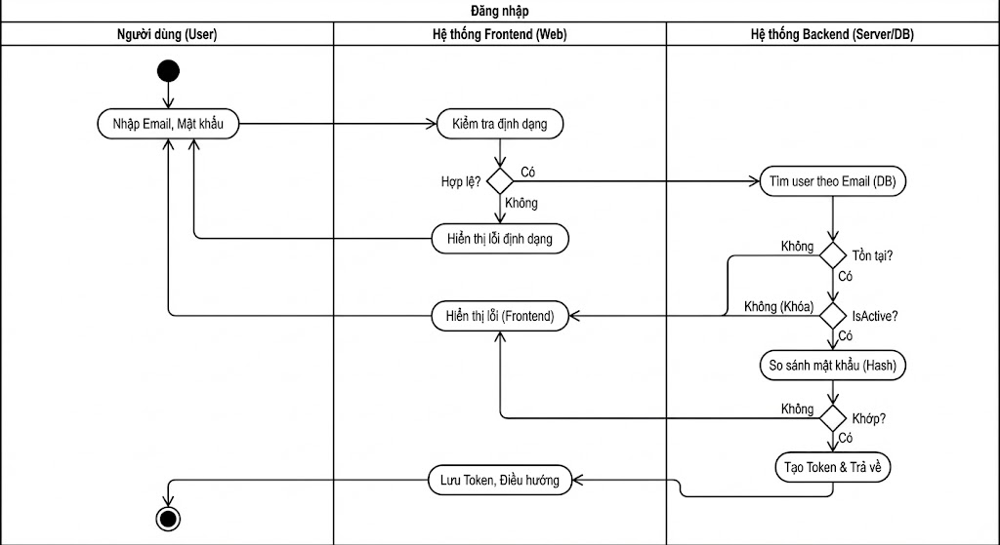 Đăng nhập
Người dùng (User)
Hệ thống Frontend (Web)
Hệ thống Backend (Server/DB)
Nhập Email, Mật khẩu
Kiểm tra định dạng
Hợp lệ?
Có
Không
Tìm user theo Email (DB)
Hiển thị lỗi định dạng
Không
Tồn tại?
Có
Hiển thị lỗi (Frontend)
Không (Khóa)
IsActive?
Có
So sánh mật khẩu (Hash)
Không
Khớp?
Có
Tạo Token & Trả về
Lưu Token, Điều hướng